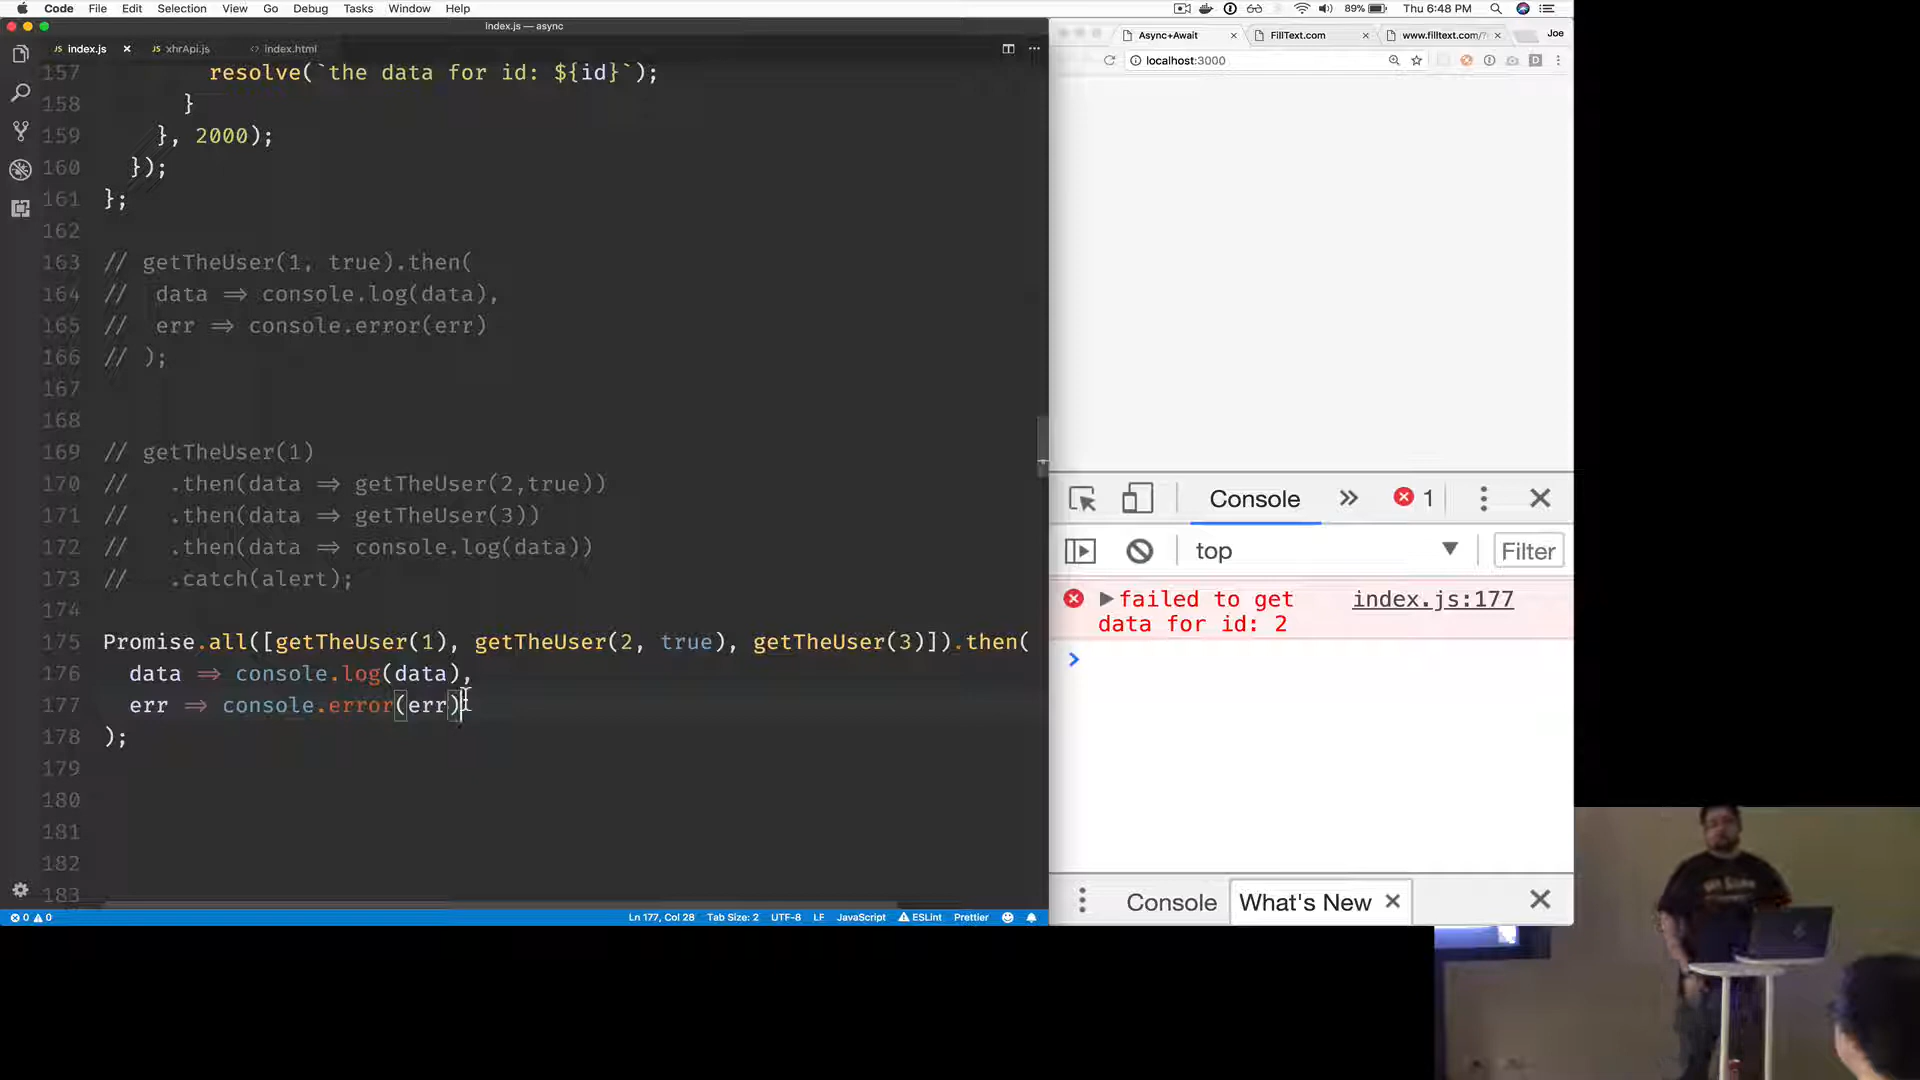 Code File Edit Selection View Go Debug Tasks Window Help
89% Thu 6:48 PM
index.js — async
index.js × xhrApi.js <> index.html
157 resolve(`the data for id: ${id}`);
158 }
159 }, 2000);
160 });
161 };
162
163 // getTheUser(1, true).then(
164 // data => console.log(data),
165 // err => console.error(err)
166 // );
167
168
169 // getTheUser(1)
170 // .then(data => getTheUser(2,true))
171 // .then(data => getTheUser(3))
172 // .then(data => console.log(data))
173 // .catch(alert);
174
175 Promise.all([getTheUser(1), getTheUser(2, true), getTheUser(3)]).then(
176 data => console.log(data),
177 err => console.error(err)
178 );
179
180
181
182
183
0 0 Ln 177, Col 28 Tab Size: 2 UTF-8 LF JavaScript ESLint Prettier
Async+Await × FillText.com × www.filltext.com/? × Joe
localhost:3000
Console 1
top Filter
failed to get index.js:177
data for id: 2
Console What's New